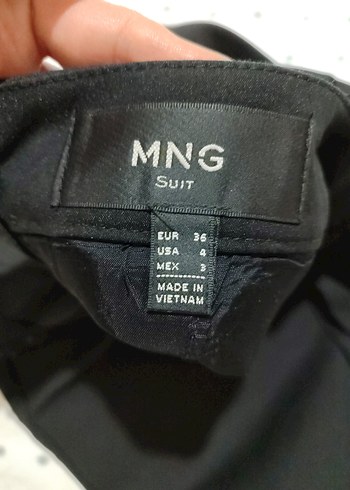 MNG
SUIT
EUR 36
USA 4
MEX 3
MADE IN
VIETNAM